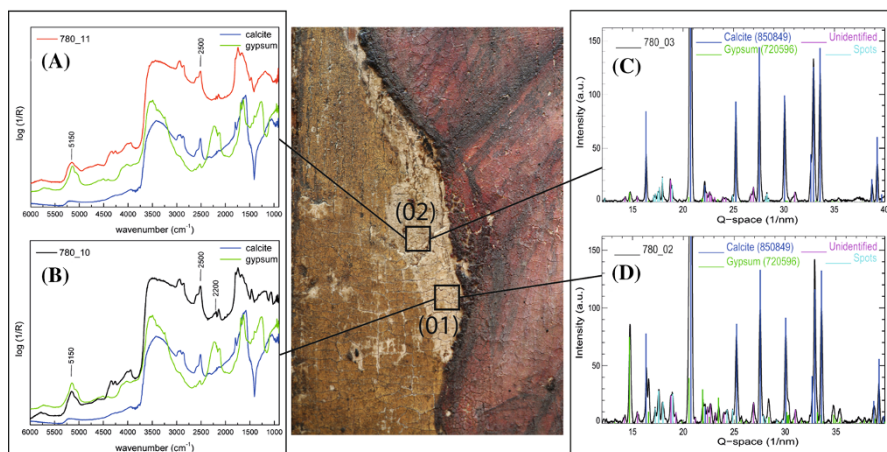 780_11
calcite
gypsum
2500
(A)
5150
log (1/R)
6000 5500 5000 4500 4000 3500 3000 2500 2000 1500 1000
wavenumber (cm-1)
780_10
calcite
gypsum
2500
2200
(B)
5150
log (1/R)
6000 5500 5000 4500 4000 3500 3000 2500 2000 1500 1000
wavenumber (cm-1)
(02)
(01)
780_03
Calcite (850849)
Gypsum (720596)
Unidentified
Spots
(C)
Intensity (a.u.)
150
100
50
15 20 25 30 35 40
Q-space (1/nm)
780_02
Calcite (850849)
Gypsum (720596)
Unidentified
Spots
(D)
Intensity (a.u.)
150
100
50
0
15 20 25 30 35
Q-space (1/nm)